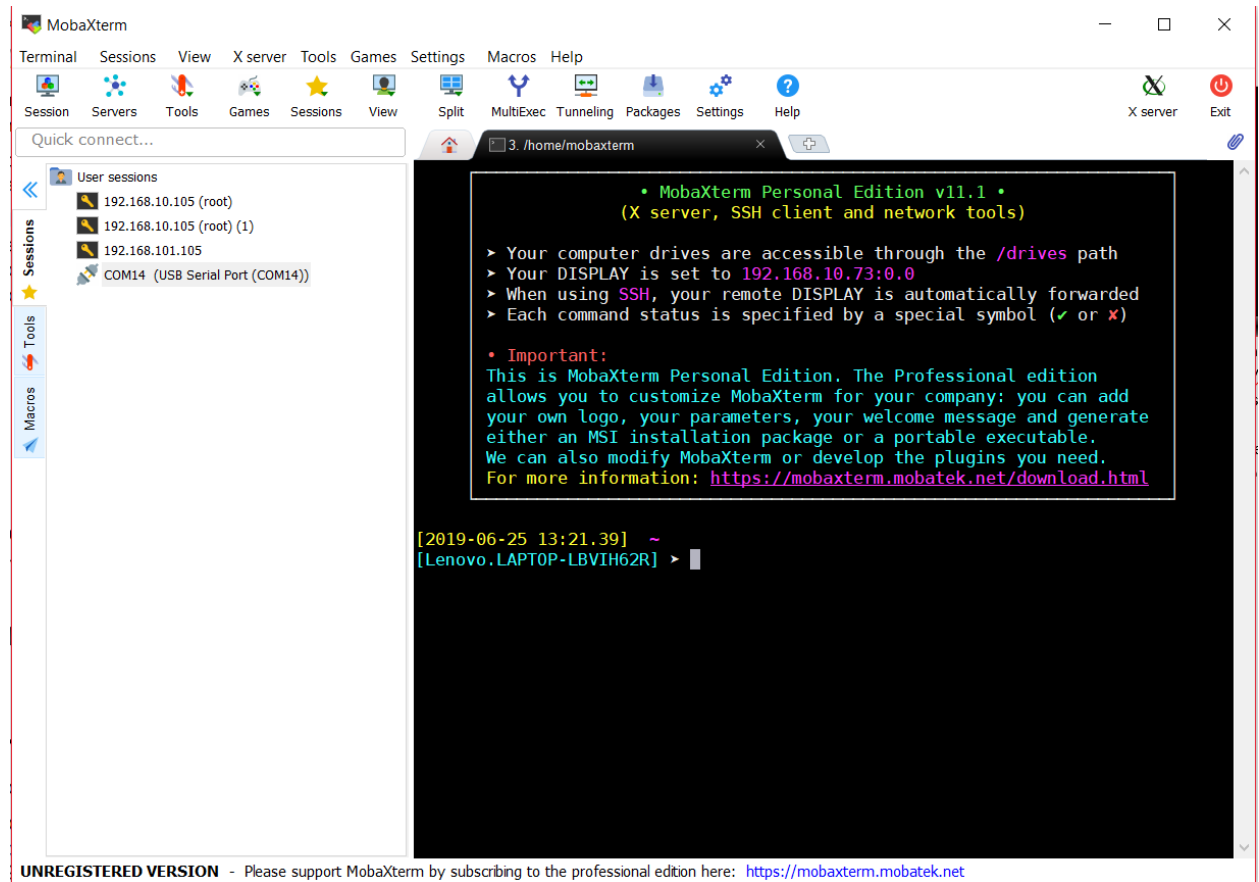 MobaXterm
Terminal Sessions View X server Tools Games Settings Macros Help
Session Servers Tools Games Sessions View Split MultiExec Tunneling Packages Settings Help X server Exit
Quick connect...
3. /home/mobaxterm
Sessions
Tools
Macros
User sessions
192.168.10.105 (root)
192.168.10.105 (root) (1)
192.168.101.105
COM14 (USB Serial Port (COM14))
• MobaXterm Personal Edition v11.1 •
(X server, SSH client and network tools)
➤ Your computer drives are accessible through the /drives path
➤ Your DISPLAY is set to 192.168.10.73:0.0
➤ When using SSH, your remote DISPLAY is automatically forwarded
➤ Each command status is specified by a special symbol (✔ or ✘)
• Important:
This is MobaXterm Personal Edition. The Professional edition
allows you to customize MobaXterm for your company: you can add
your own logo, your parameters, your welcome message and generate
either an MSI installation package or a portable executable.
We can also modify MobaXterm or develop the plugins you need.
For more information: https://mobaxterm.mobatek.net/download.html
[2019-06-25 13:21.39] ~
[Lenovo.LAPTOP-LBVIH62R] ➤
UNREGISTERED VERSION - Please support MobaXterm by subscribing to the professional edition here: https://mobaxterm.mobatek.net